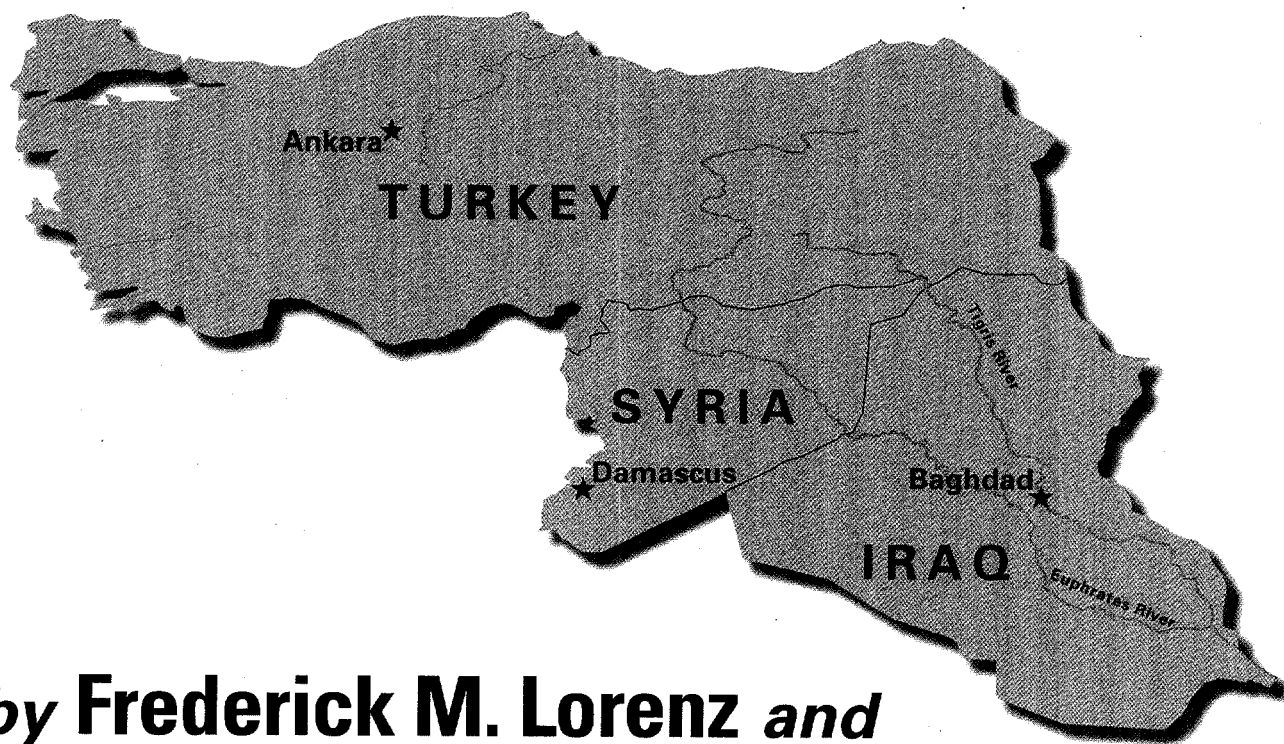 Ankara
TURKEY
Tigris River
SYRIA
Damascus
Baghdad
IRAQ
Euphrates River
by Frederick M. Lorenz and